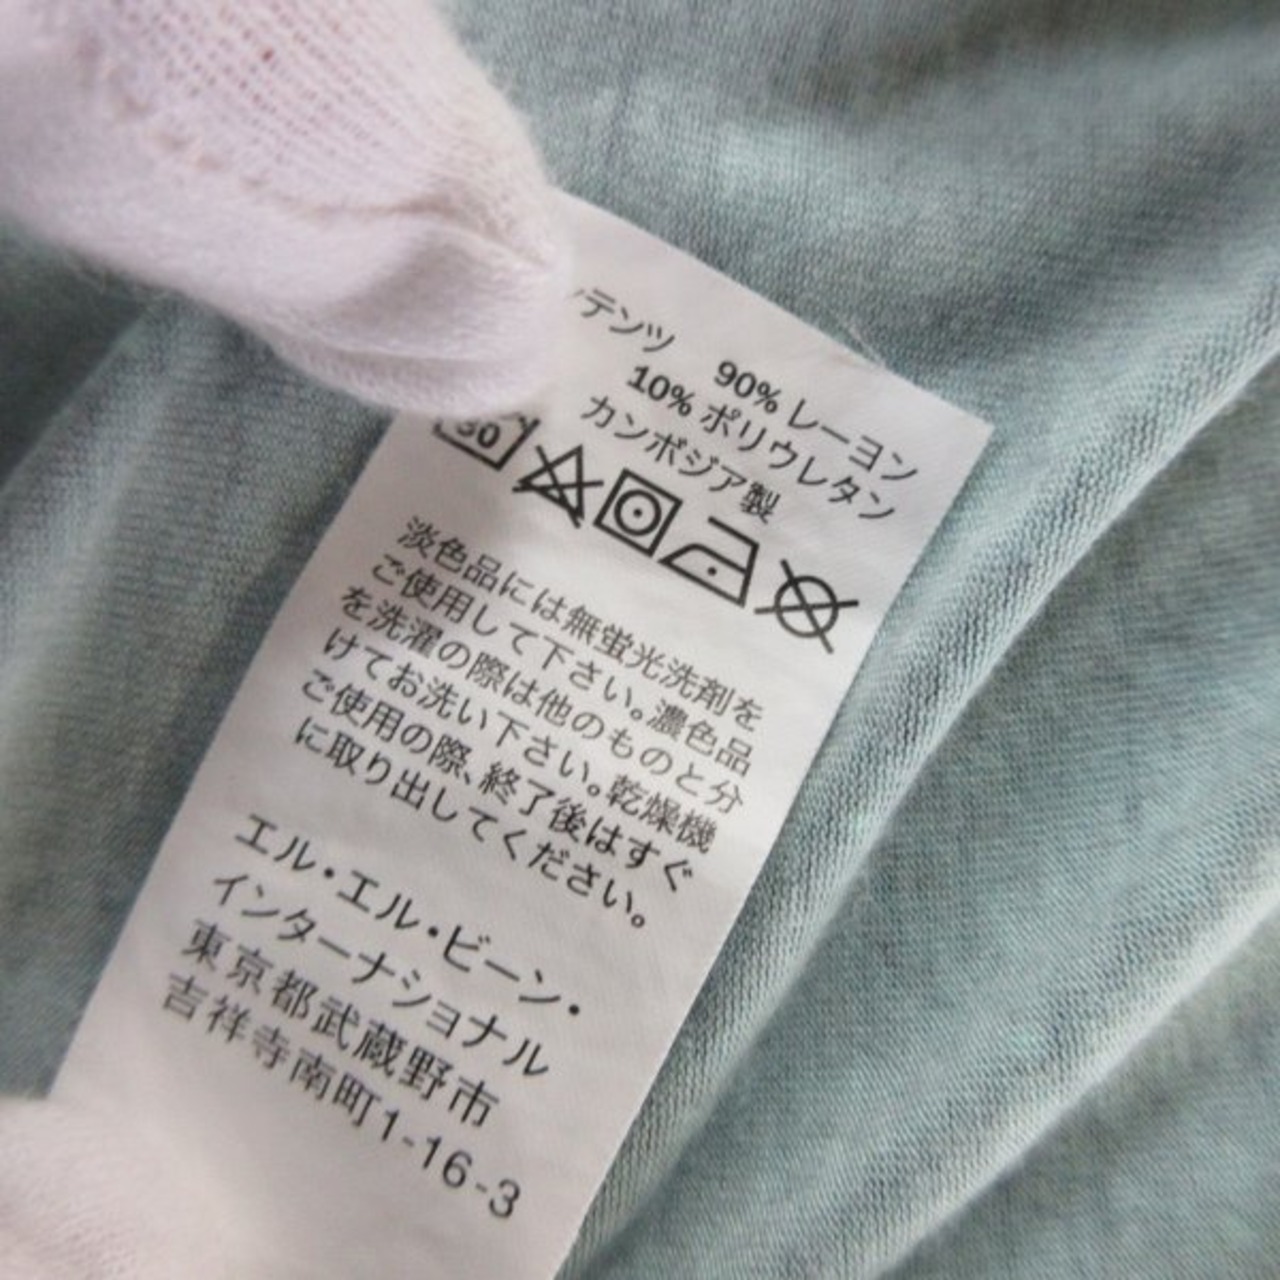 テンツ 90% レーヨン
10% ポリウレタン
カンボジア製
30
淡色品には無蛍光洗剤を
ご使用して下さい。濃色品
を洗濯の際は他のものと分
けてお洗い下さい。乾燥機
ご使用の際、終了後はすぐ
に取り出してください。
エル・エル・ビーン・
インターナショナル
東京都武蔵野市
吉祥寺南町1-16-3